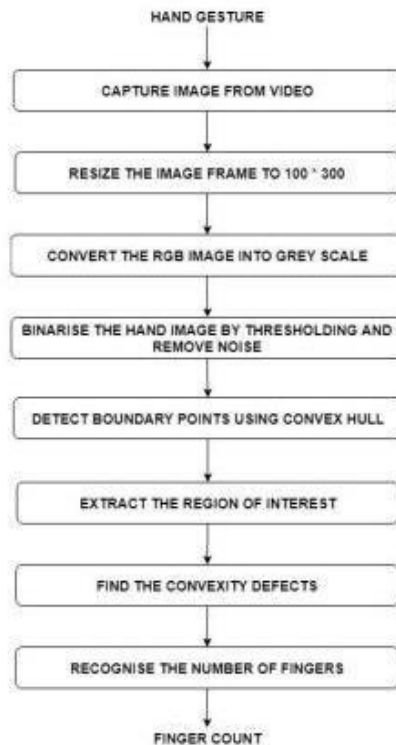 HAND GESTURE
CAPTURE IMAGE FROM VIDEO
RESIZE THE IMAGE FRAME TO 100 * 300
CONVERT THE RGB IMAGE INTO GREY SCALE
BINARISE THE HAND IMAGE BY THRESHOLDING AND
REMOVE NOISE
DETECT BOUNDARY POINTS USING CONVEX HULL
EXTRACT THE REGION OF INTEREST
FIND THE CONVEXITY DEFECTS
RECOGNISE THE NUMBER OF FINGERS
FINGER COUNT